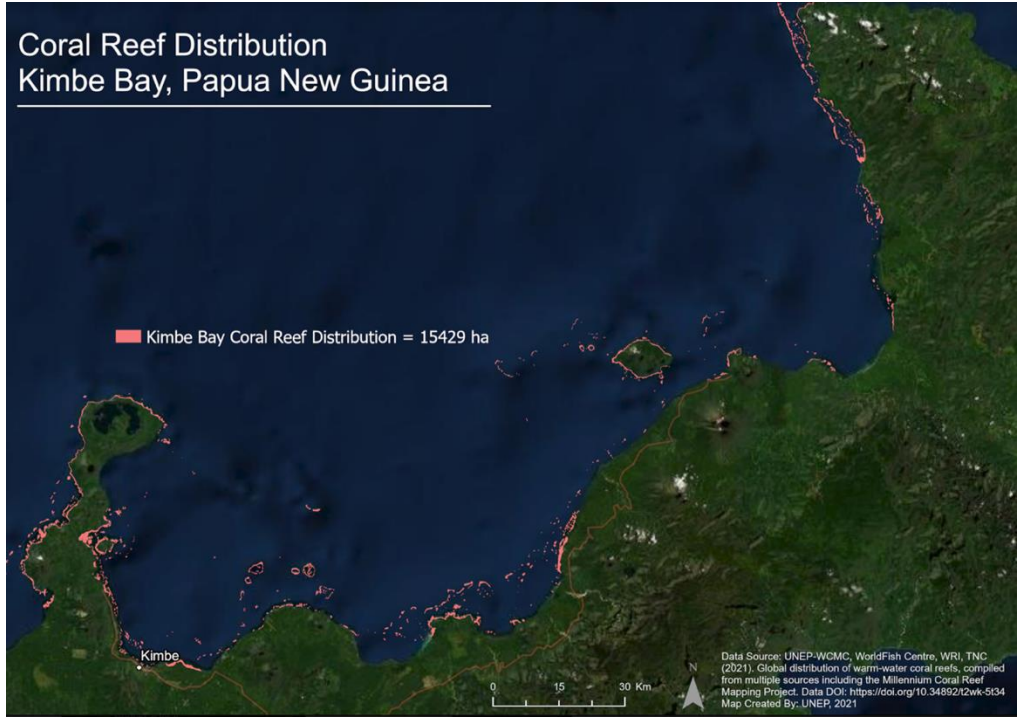 Coral Reef Distribution
Kimbe Bay, Papua New Guinea
Kimbe Bay Coral Reef Distribution = 15429 ha
Kimbe
0 15 30 Km
N
Data Source: UNEP-WCMC, WorldFish Centre, WRI, TNC
(2021). Global distribution of warm-water coral reefs, compiled
from multiple sources including the Millennium Coral Reef
Mapping Project. Data DOI: https://doi.org/10.34892/t2wk-5t34
Map Created By: UNEP, 2021